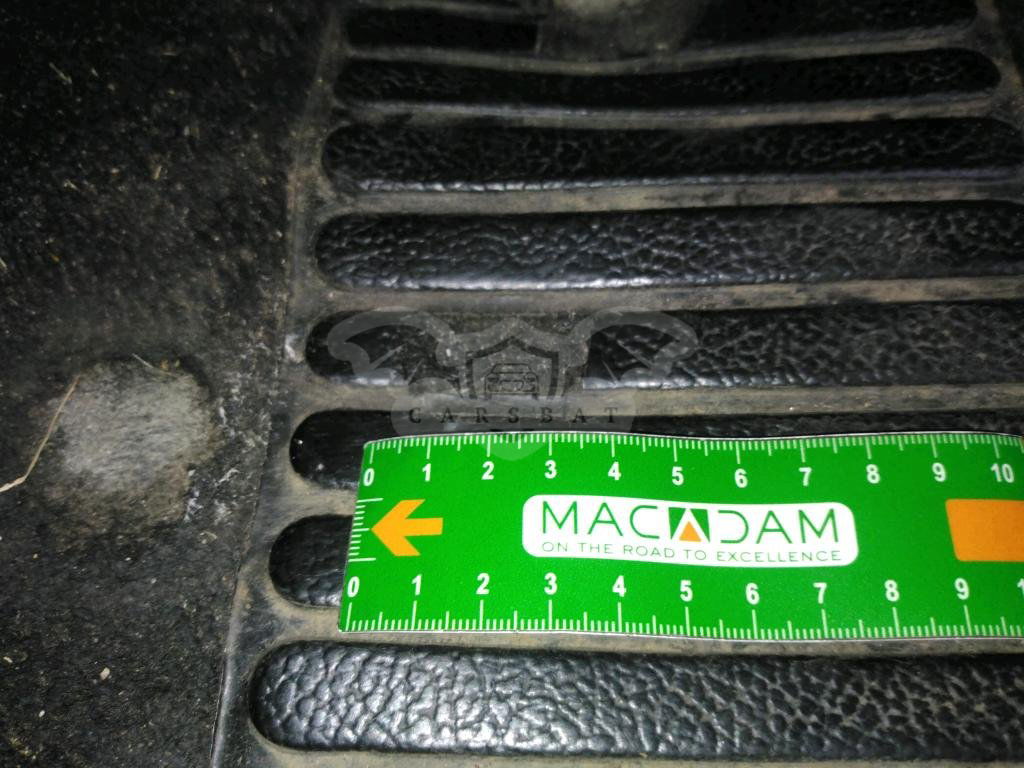 CARSBAT
0 1 2 3 4 5 6 7 8 9 10
MACADAM
ON THE ROAD TO EXCELLENCE
0 1 2 3 4 5 6 7 8 9